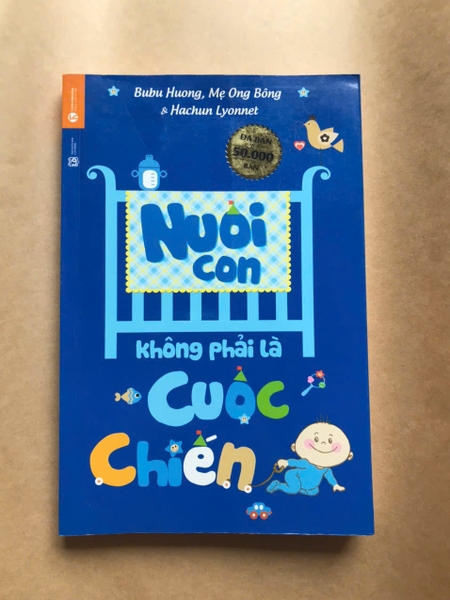 Bubu Huong, Mẹ Ong Bông
& Hachun Lyonnet
ĐÃ BÁN
50.000
BẢN
Nuôi
con
không phải là
Cuộc
Chiến